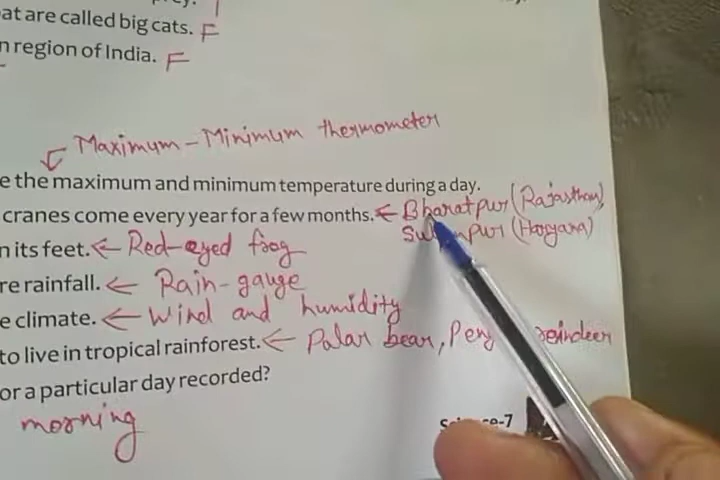 at are called big cats. F
n region of India. F
Maximum-Minimum thermometer
e the maximum and minimum temperature during a day.
cranes come every year for a few months. ← Bharatpur (Rajasthan)
(Haryana)
n its feet. ← Red-eyed frog
re rainfall. ← Rain-gauge
e climate. ← Wind and humidity
to live in tropical rainforest. ← Polar bear, reindeer
or a particular day recorded?
morning